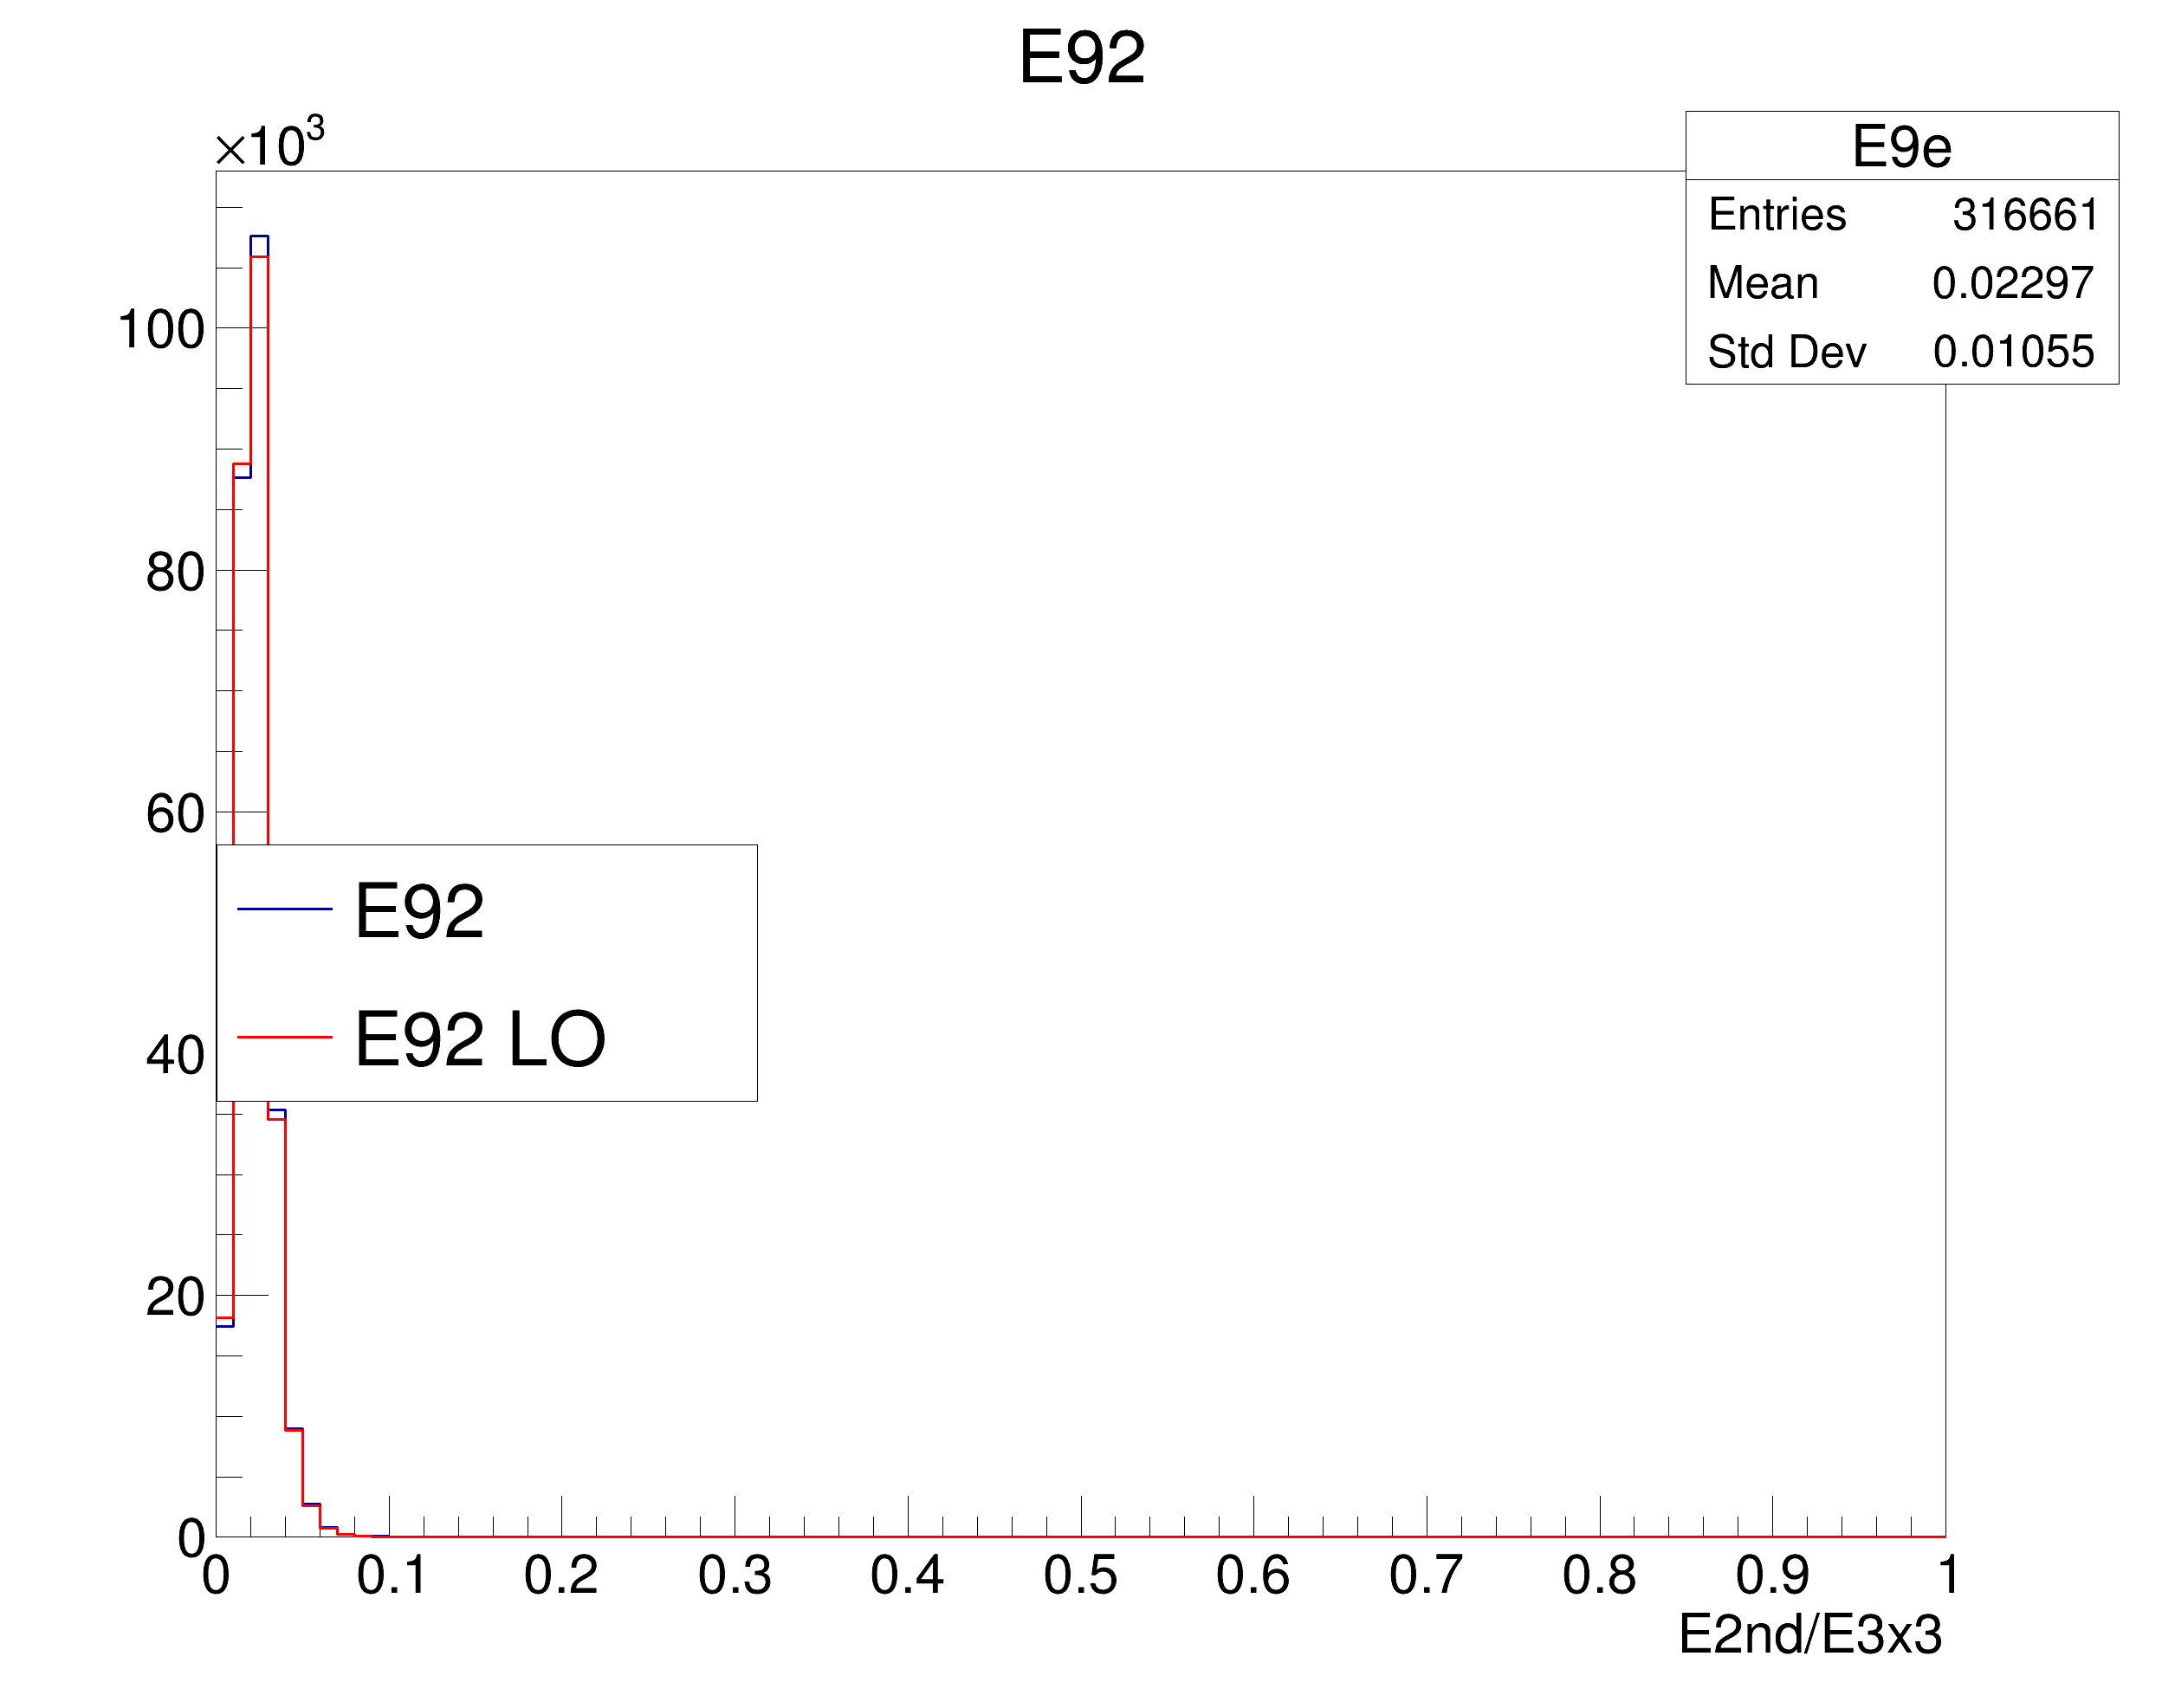 E92
×10³
E9e
Entries 316661
Mean 0.02297
Std Dev 0.01055
100
80
60
40
20
0
E92
E92 LO
0 0.1 0.2 0.3 0.4 0.5 0.6 0.7 0.8 0.9 1
E2nd/E3x3